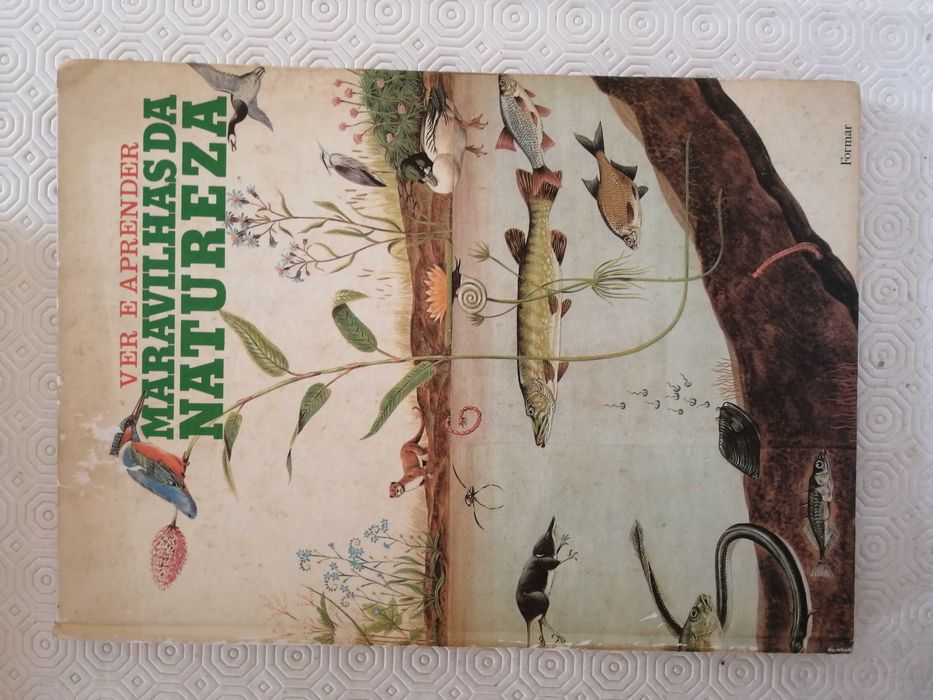 VER E APRENDER
MARAVILHAS DA
NATUREZA
Formar